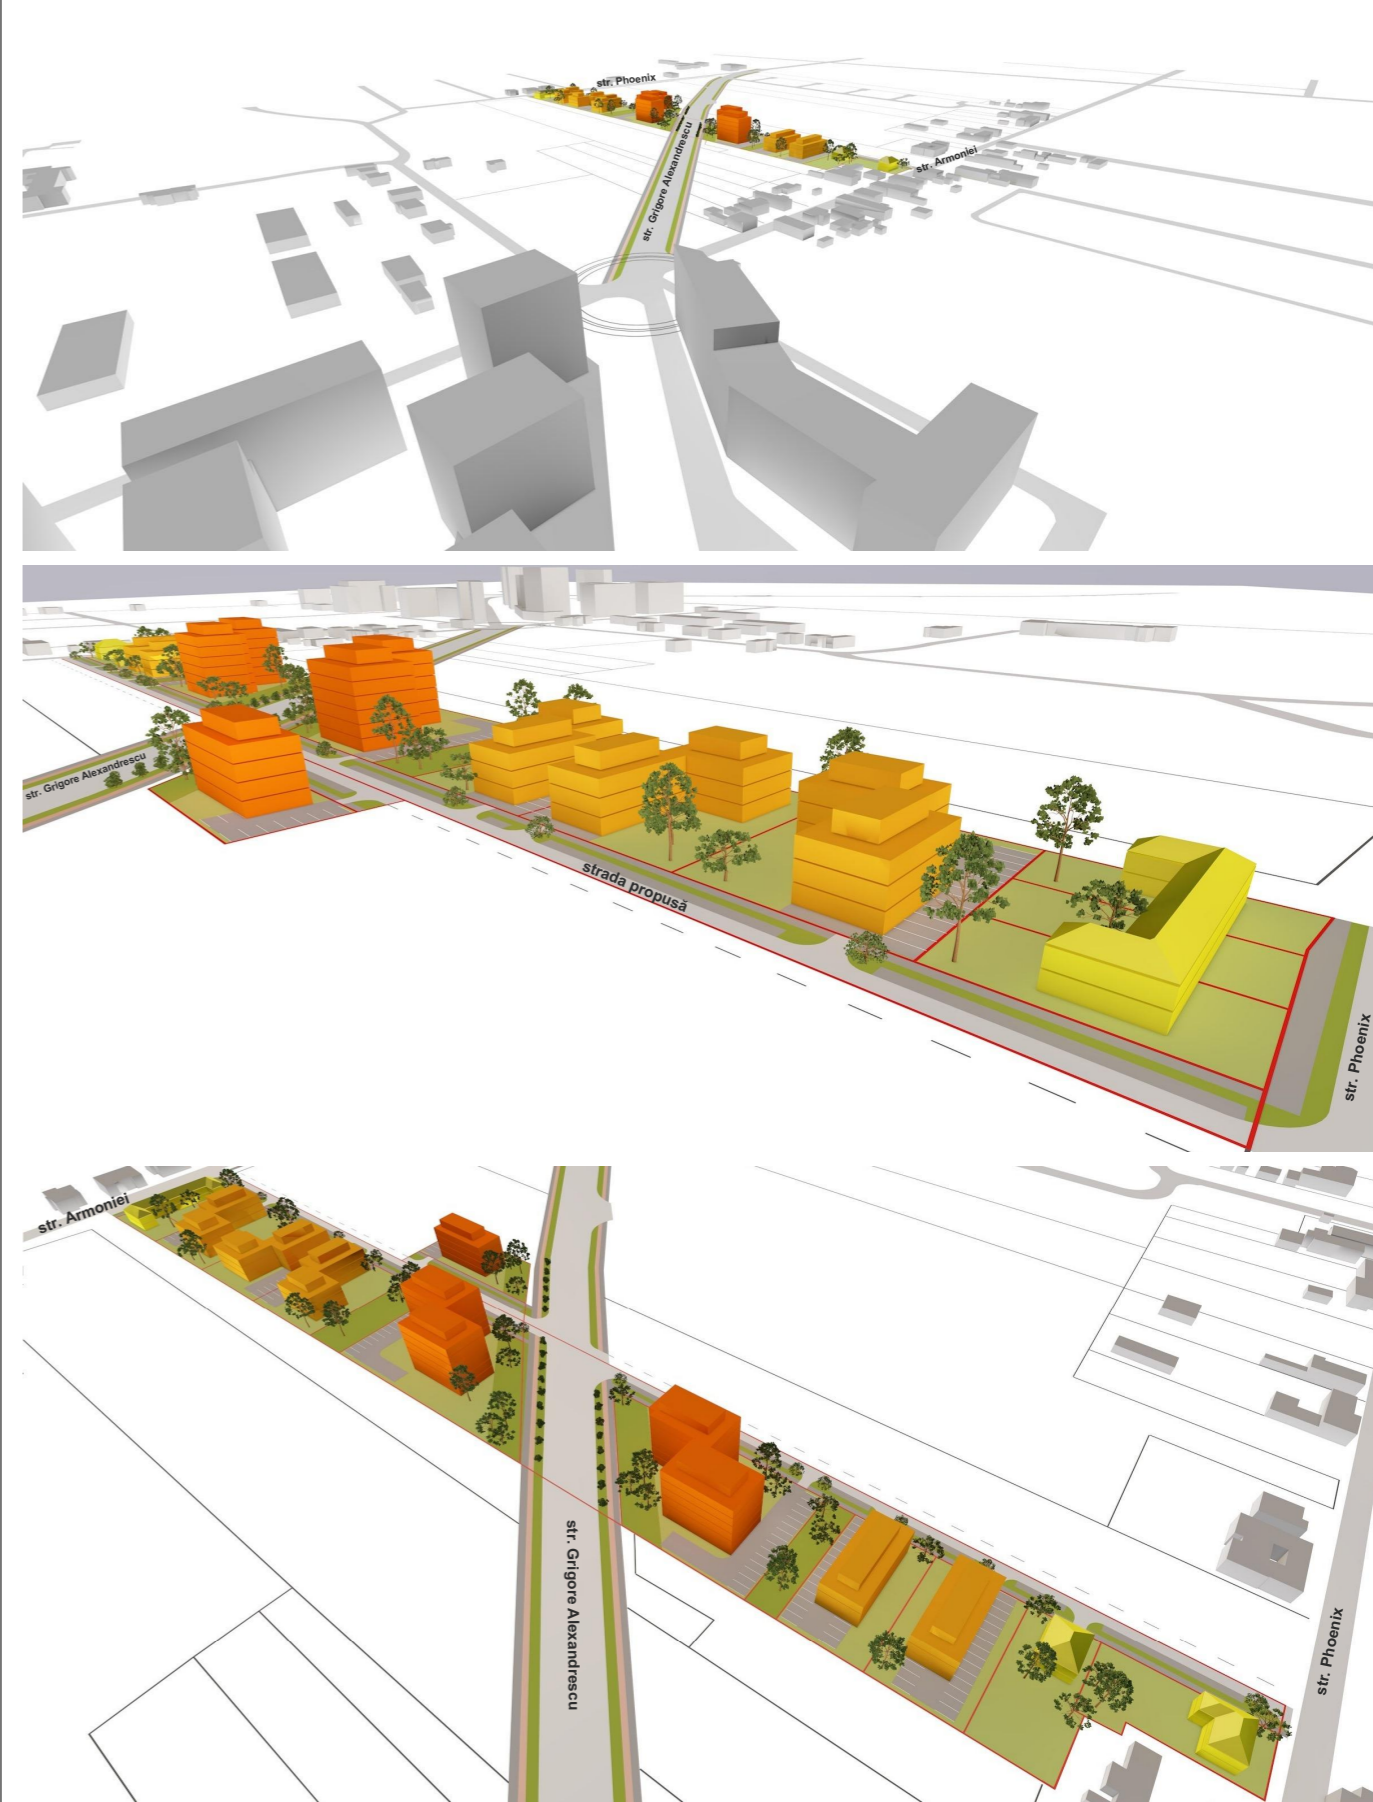 str. Phoenix
str. Grigore Alexandrescu
str. Armoniei
str. Grigore Alexandrescu
strada propusă
str. Phoenix
str. Armoniei
str. Grigore Alexandrescu
str. Phoenix